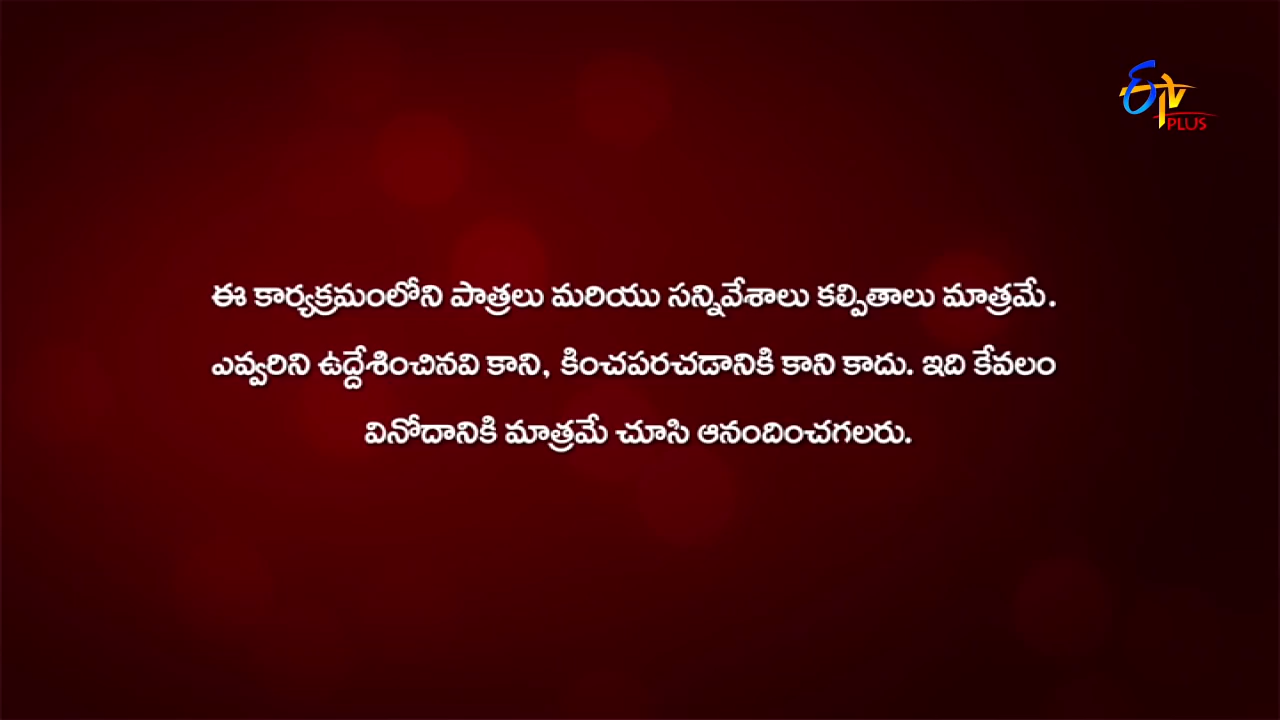 ETV
PLUS
ఈ కార్యక్రమంలోని పాత్రలు మరియు సన్నివేశాలు కల్పితాలు మాత్రమే.
ఎవ్వరిని ఉద్దేశించినవి కాని, కించపరచడానికి కాని కాదు. ఇది కేవలం
వినోదానికి మాత్రమే చూసి ఆనందించగలరు.